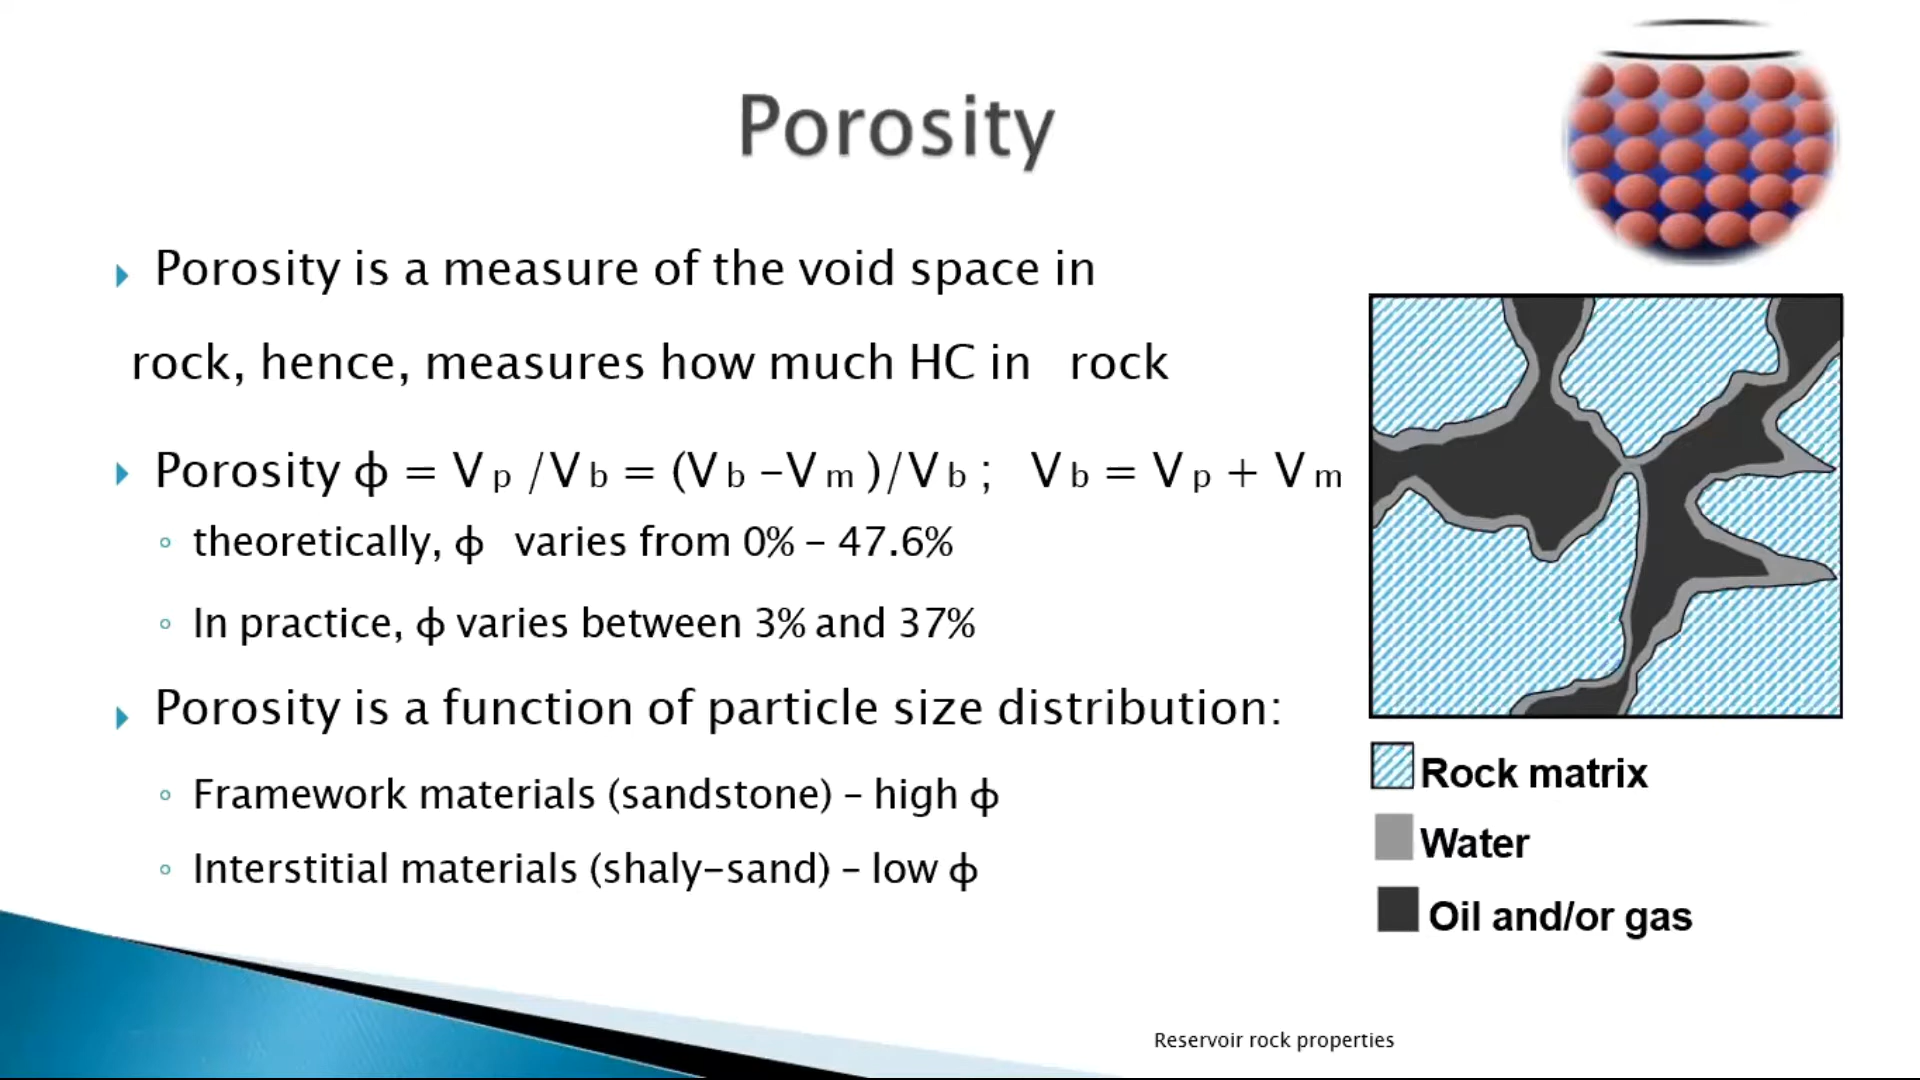 Porosity
Porosity is a measure of the void space in
rock, hence, measures how much HC in rock
Porosity ϕ = V p /V b = (V b –V m )/V b ; V b = V p + V m
theoretically, ϕ varies from 0% – 47.6%
In practice, ϕ varies between 3% and 37%
Porosity is a function of particle size distribution:
Framework materials (sandstone) – high ϕ
Interstitial materials (shaly-sand) – low ϕ
Rock matrix
Water
Oil and/or gas
Reservoir rock properties